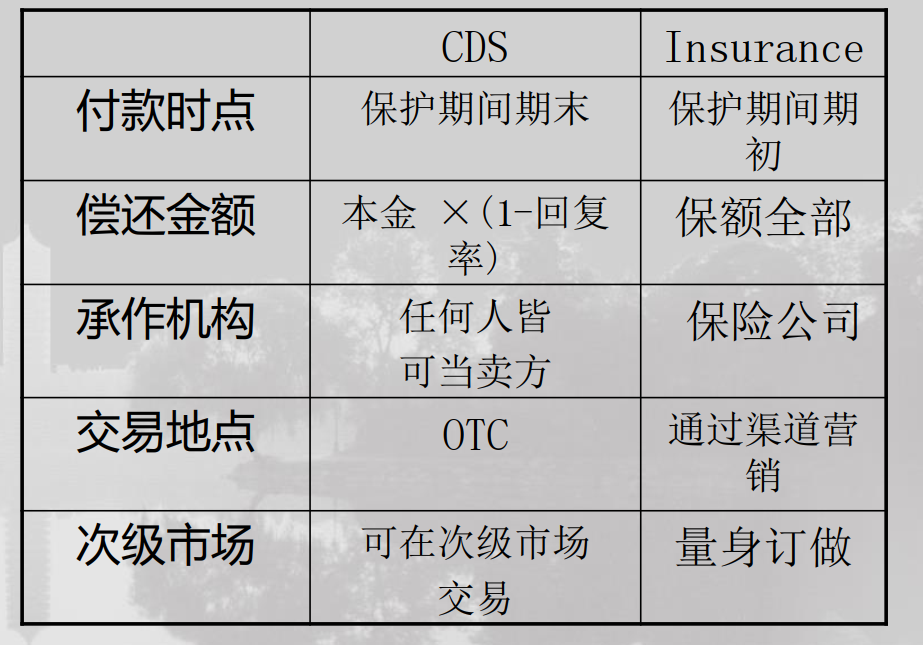 CDS Insurance
付款时点 保护期间期末 保护期间期
初
偿还金额 本金 ×(1-回复 保额全部
率)
承作机构 任何人皆 保险公司
可当卖方
交易地点 OTC 通过渠道营
销
次级市场 可在次级市场 量身订做
交易